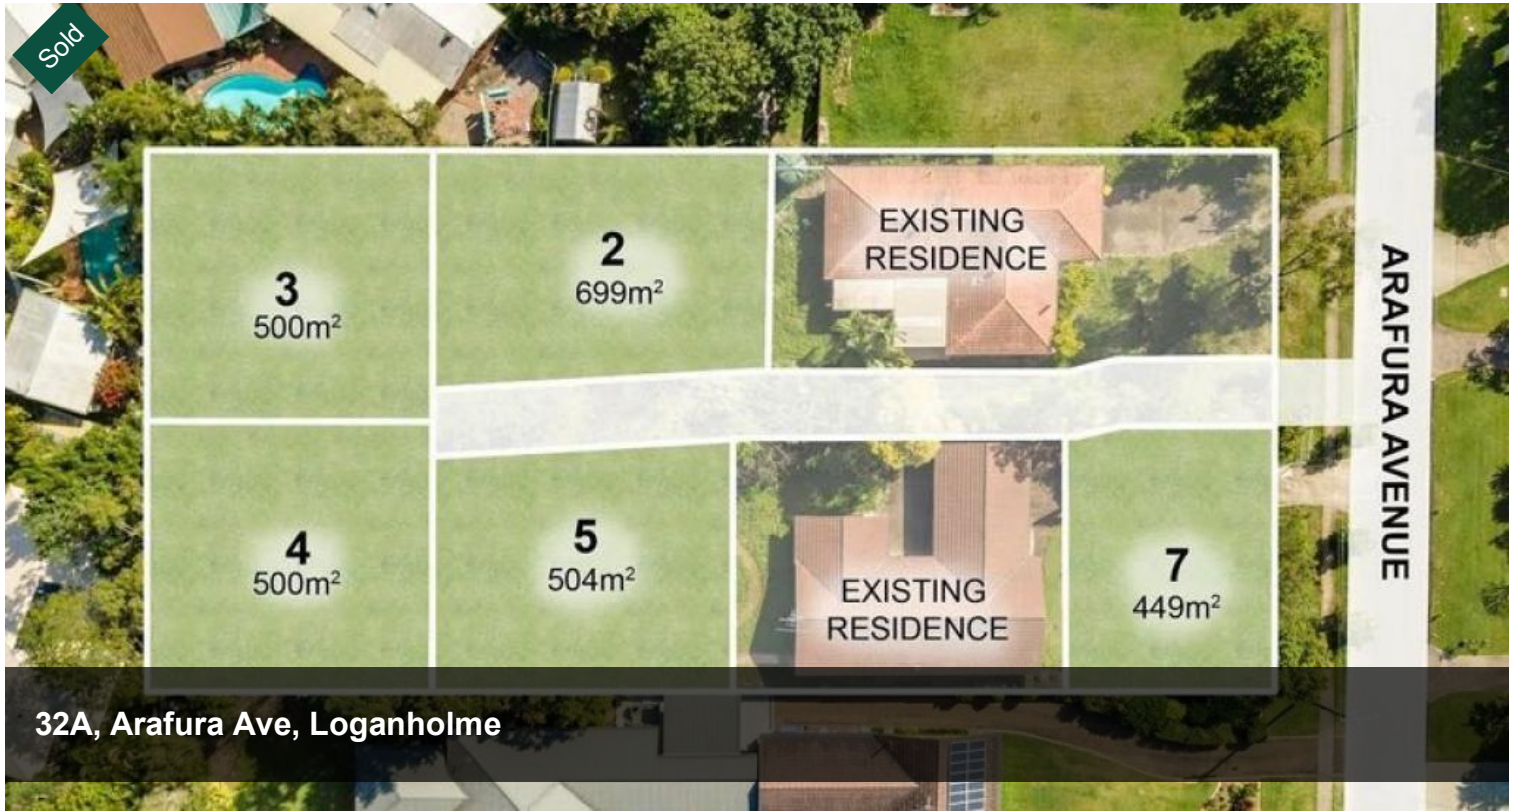 Sold
3
500m²
2
699m²
EXISTING
RESIDENCE
ARAFURA AVENUE
4
500m²
5
504m²
EXISTING
RESIDENCE
7
449m²
32A, Arafura Ave, Loganholme